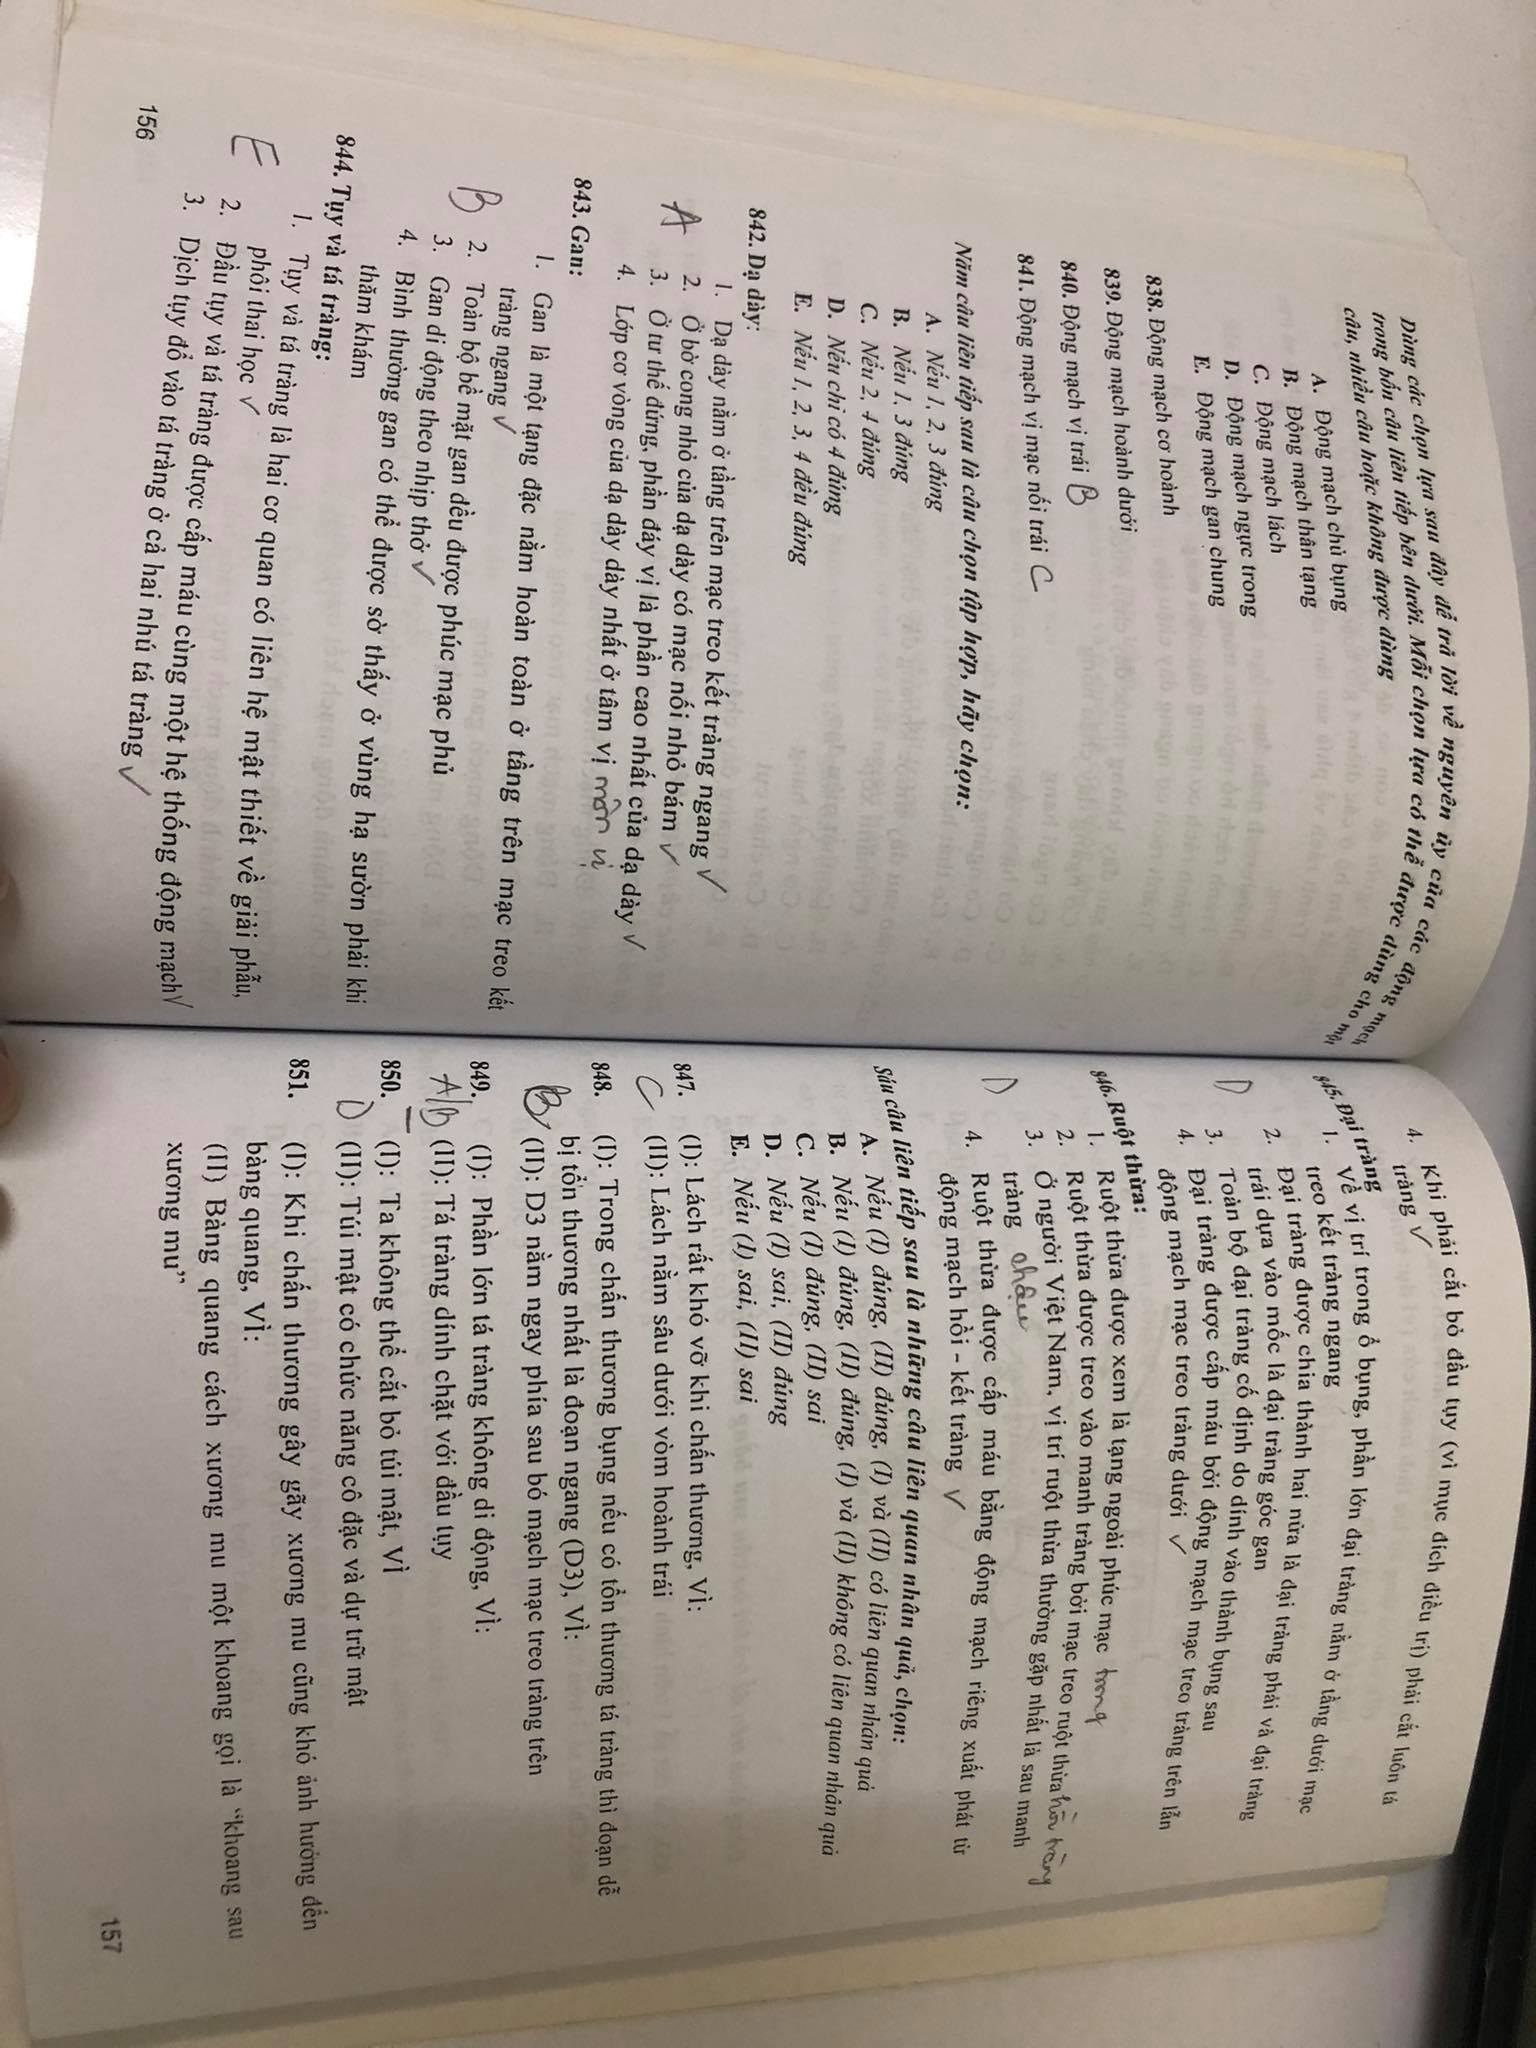 Dùng các chọn lựa sau đây để trả lời về nguyên ủy của các động mạch
trong bốn câu liên tiếp bên dưới. Mỗi chọn lựa có thể được dùng cho một
câu, nhiều câu hoặc không được dùng
A. Động mạch chủ bụng
B. Động mạch thân tạng
C. Động mạch lách
D. Động mạch ngực trong
E. Động mạch gan chung
838. Động mạch cơ hoành
839. Động mạch hoành dưới
840. Động mạch vị trái B
841. Động mạch vị mạc nối trái C
Năm câu liên tiếp sau là câu chọn tập hợp, hãy chọn:
A. Nếu 1, 2, 3 đúng
B. Nếu 1, 3 đúng
C. Nếu 2, 4 đúng
D. Nếu chỉ có 4 đúng
E. Nếu 1, 2, 3, 4 đều đúng
842. Dạ dày:
1. Dạ dày nằm ở tầng trên mạc treo kết tràng ngang ✓
A 2. Ở bờ cong nhỏ của dạ dày có mạc nối nhỏ bám ✓
3. Ở tư thế đứng, phần đáy vị là phần cao nhất của dạ dày ✓
4. Lớp cơ vòng của dạ dày dày nhất ở tâm vị môn vị
843. Gan:
1. Gan là một tạng đặc nằm hoàn toàn ở tầng trên mạc treo kết
tràng ngang ✓
B 2. Toàn bộ bề mặt gan đều được phúc mạc phủ
3. Gan di động theo nhịp thở ✓
4. Bình thường gan có thể được sờ thấy ở vùng hạ sườn phải khi
thăm khám
844. Tụy và tá tràng:
1. Tụy và tá tràng là hai cơ quan có liên hệ mật thiết về giải phẫu,
E phôi thai học ✓
2. Đầu tụy và tá tràng được cấp máu cùng một hệ thống động mạch ✓
3. Dịch tụy đổ vào tá tràng ở cả hai nhú tá tràng ✓
156
4. Khi phải cắt bỏ đầu tụy (vì mục đích điều trị) phải cắt luôn tá
tràng ✓
845. Đại tràng
1. Về vị trí trong ổ bụng, phần lớn đại tràng nằm ở tầng dưới mạc
treo kết tràng ngang
2. Đại tràng được chia thành hai nửa là đại tràng phải và đại tràng
trái dựa vào mốc là đại tràng góc gan
D 3. Toàn bộ đại tràng cố định do dính vào thành bụng sau
4. Đại tràng được cấp máu bởi động mạch mạc treo tràng trên lẫn
động mạch mạc treo tràng dưới ✓
846. Ruột thừa:
1. Ruột thừa được xem là tạng ngoài phúc mạc trong
2. Ruột thừa được treo vào manh tràng bởi mạc treo ruột thừa hồi tràng
3. Ở người Việt Nam, vị trí ruột thừa thường gặp nhất là sau manh
D tràng chậu
4. Ruột thừa được cấp máu bằng động mạch riêng xuất phát từ
động mạch hồi - kết tràng ✓
Sáu câu liên tiếp sau là những câu liên quan nhân quả, chọn:
A. Nếu (I) đúng, (II) đúng, (I) và (II) có liên quan nhân quả
B. Nếu (I) đúng, (II) đúng, (I) và (II) không có liên quan nhân quả
C. Nếu (I) đúng, (II) sai
D. Nếu (I) sai, (II) đúng
E. Nếu (I) sai, (II) sai
847. (I): Lách rất khó vỡ khi chấn thương, VÌ:
C (II): Lách nằm sâu dưới vòm hoành trái
848. (I): Trong chấn thương bụng nếu có tổn thương tá tràng thì đoạn dễ
bị tổn thương nhất là đoạn ngang (D3), VÌ:
B (II): D3 nằm ngay phía sau bó mạch mạc treo tràng trên
849. (I): Phần lớn tá tràng không di động, VÌ:
A/B (II): Tá tràng dính chặt với đầu tụy
850. (I): Ta không thể cắt bỏ túi mật, VÌ
D (II): Túi mật có chức năng cô đặc và dự trữ mật
851. (I): Khi chấn thương gây gãy xương mu cũng khó ảnh hưởng đến
bàng quang, VÌ:
(II) Bàng quang cách xương mu một khoang gọi là “khoang sau
xương mu”
157